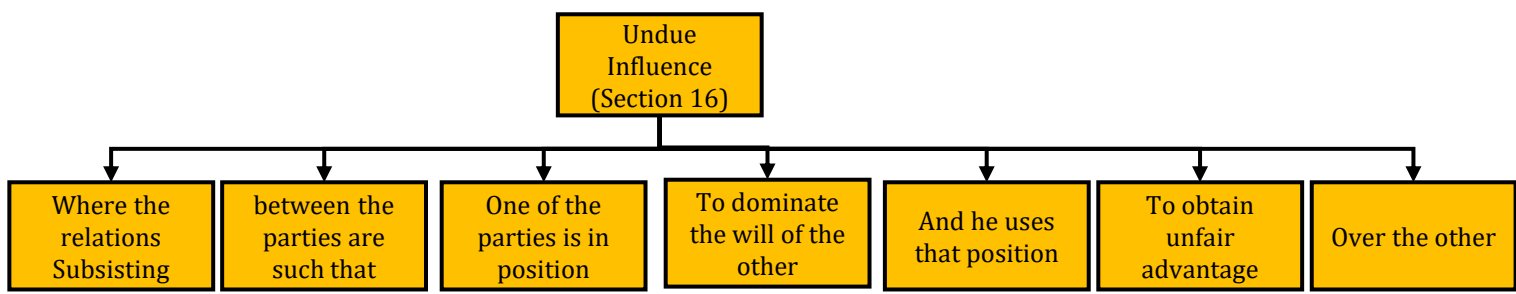 Undue
Influence
(Section 16)
Where the
relations
Subsisting
between the
parties are
such that
One of the
parties is in
position
To dominate
the will of the
other
And he uses
that position
To obtain
unfair
advantage
Over the other